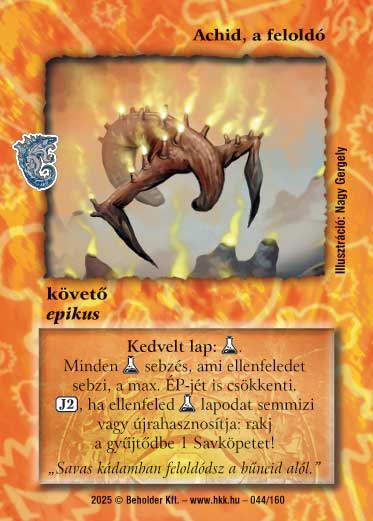 Achid, a feloldó
Illusztráció: Nagy Gergely
követő
epikus
Kedvelt lap: .
Minden sebzés, ami ellenfeledet
sebzi, a max. ÉP-jét is csökkenti.
J2, ha ellenfeled lapodat semmizi
vagy újrahasznosítja: rakj
a gyűjtődbe 1 Savköpetet!
„Savas kádamban feloldódsz a bűneid alól.”
2025 © Beholder Kft. – www.hkk.hu – 044/160